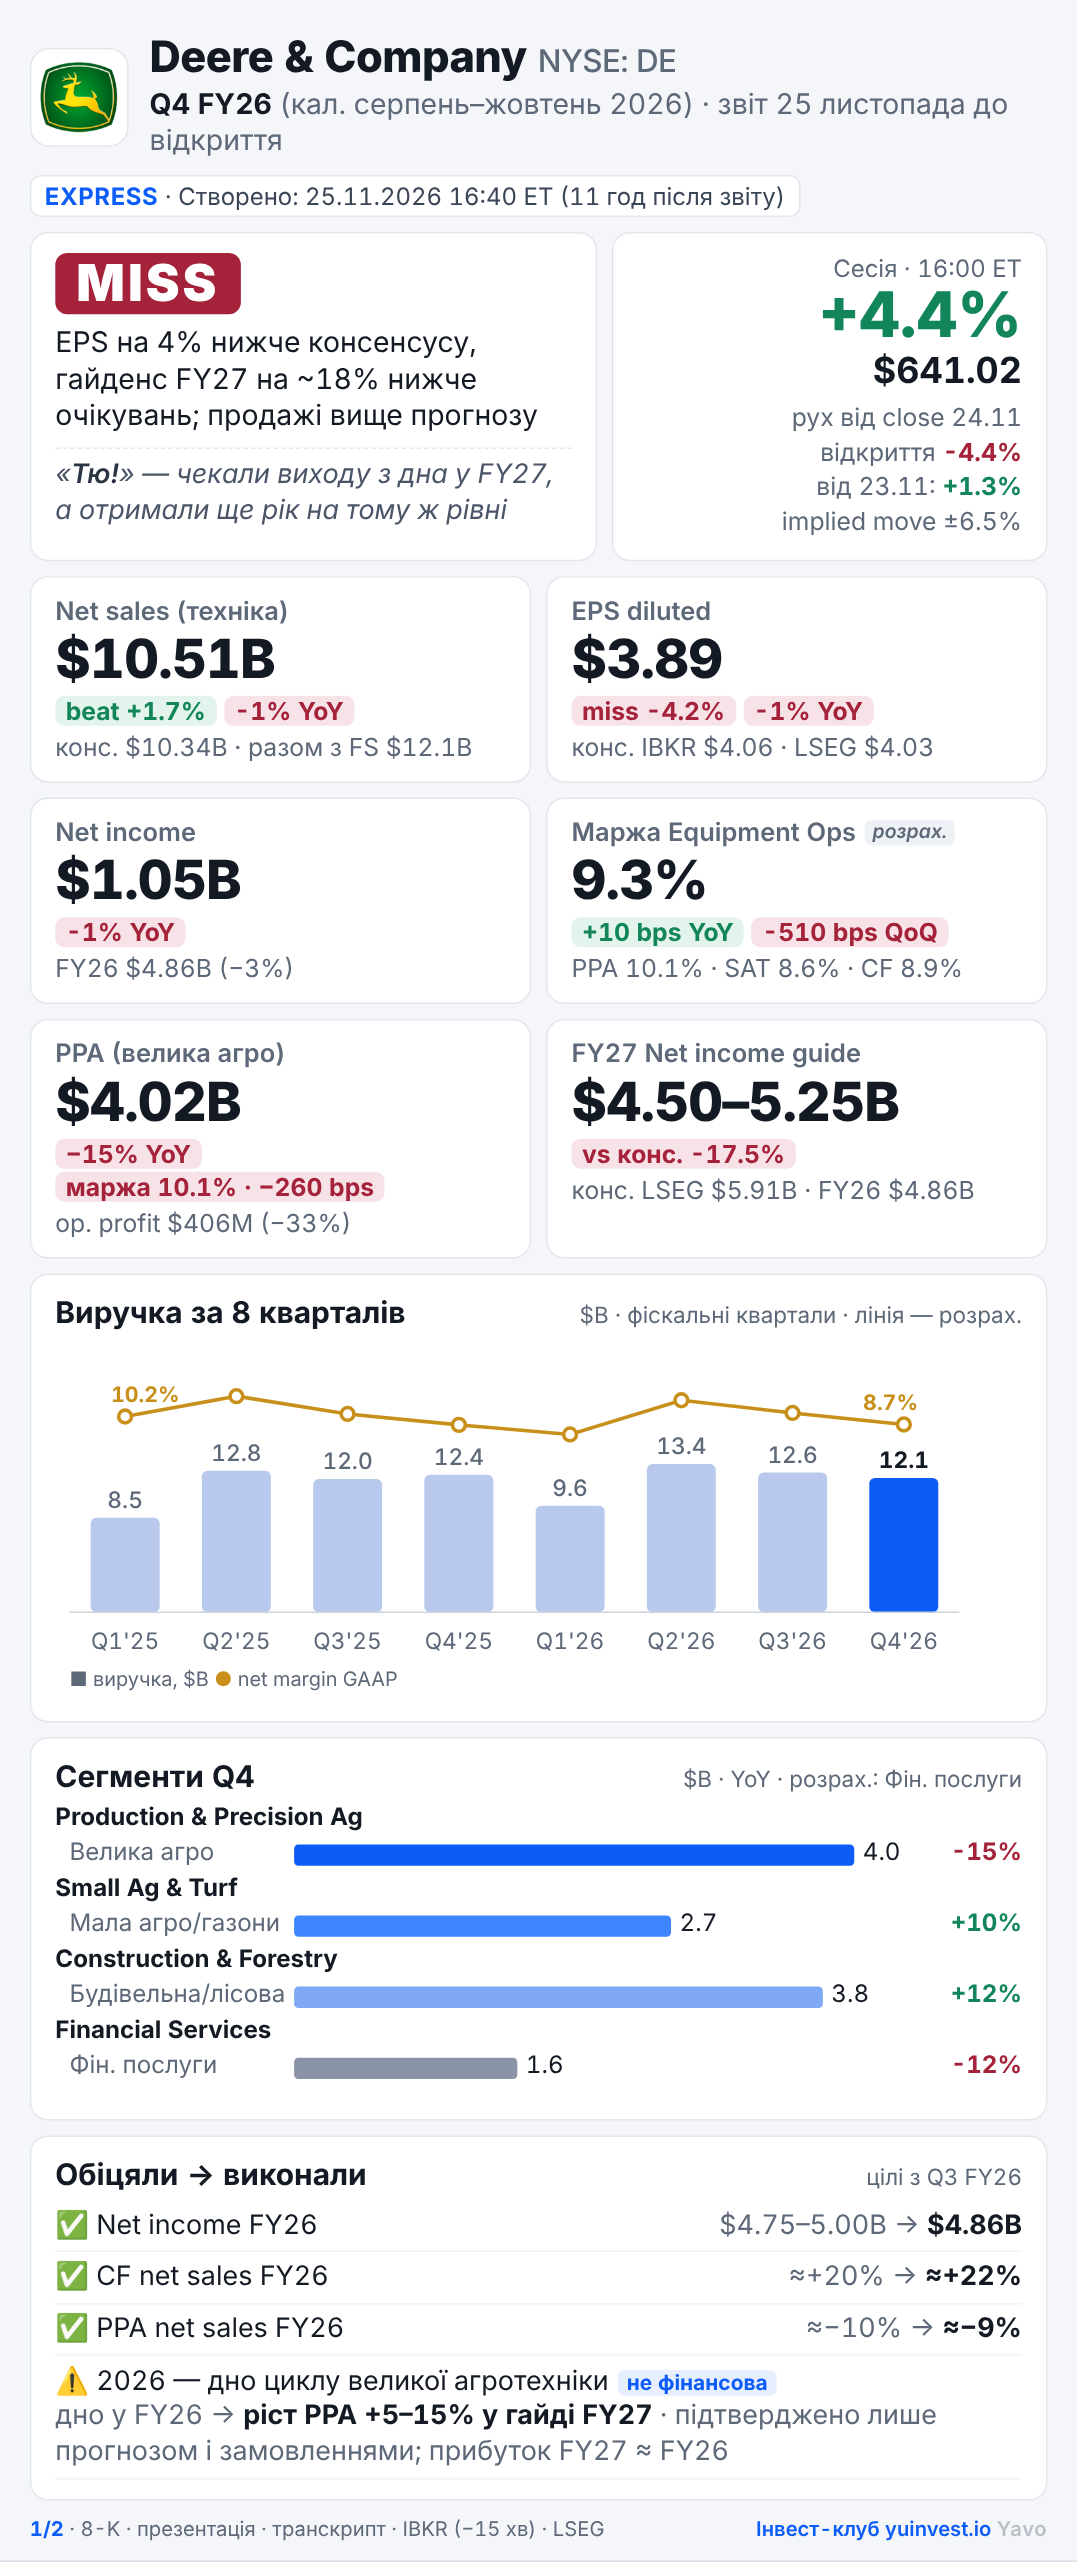 Deere & Company NYSE: DE
Q4 FY26 (кал. серпень–жовтень 2026) · звіт 25 листопада до
відкриття
EXPRESS · Створено: 25.11.2026 16:40 ET (11 год після звіту)
MISS
EPS на 4% нижче консенсусу,
гайденс FY27 на ~18% нижче
очікувань; продажі вище прогнозу
«Тю!» — чекали виходу з дна у FY27,
а отримали ще рік на тому ж рівні
Сесія · 16:00 ET
+4.4%
$641.02
рух від close 24.11
відкриття -4.4%
від 23.11: +1.3%
implied move ±6.5%
Net sales (техніка)
$10.51B
beat +1.7% -1% YoY
конс. $10.34B · разом з FS $12.1B
EPS diluted
$3.89
miss -4.2% -1% YoY
конс. IBKR $4.06 · LSEG $4.03
Net income
$1.05B
-1% YoY
FY26 $4.86B (−3%)
Маржа Equipment Ops розрах.
9.3%
+10 bps YoY -510 bps QoQ
PPA 10.1% · SAT 8.6% · CF 8.9%
PPA (велика агро)
$4.02B
−15% YoY
маржа 10.1% · −260 bps
op. profit $406M (−33%)
FY27 Net income guide
$4.50–5.25B
vs конс. -17.5%
конс. LSEG $5.91B · FY26 $4.86B
Виручка за 8 кварталів
$B · фіскальні квартали · лінія — розрах.
10.2% 8.7%
8.5 12.8 12.0 12.4 9.6 13.4 12.6 12.1
Q1'25 Q2'25 Q3'25 Q4'25 Q1'26 Q2'26 Q3'26 Q4'26
виручка, $B net margin GAAP
Сегменти Q4
$B · YoY · розрах.: Фін. послуги
Production & Precision Ag
Велика агро 4.0 -15%
Small Ag & Turf
Мала агро/газони 2.7 +10%
Construction & Forestry
Будівельна/лісова 3.8 +12%
Financial Services
Фін. послуги 1.6 -12%
Обіцяли → виконали
цілі з Q3 FY26
✅ Net income FY26 $4.75–5.00B → $4.86B
✅ CF net sales FY26 ≈+20% → ≈+22%
✅ PPA net sales FY26 ≈−10% → ≈−9%
⚠️ 2026 — дно циклу великої агротехніки не фінансова
дно у FY26 → ріст PPA +5–15% у гайді FY27 · підтверджено лише
прогнозом і замовленнями; прибуток FY27 ≈ FY26
1/2 · 8-K · презентація · транскрипт · IBKR (−15 хв) · LSEG
Інвест-клуб yuinvest.io Yavo